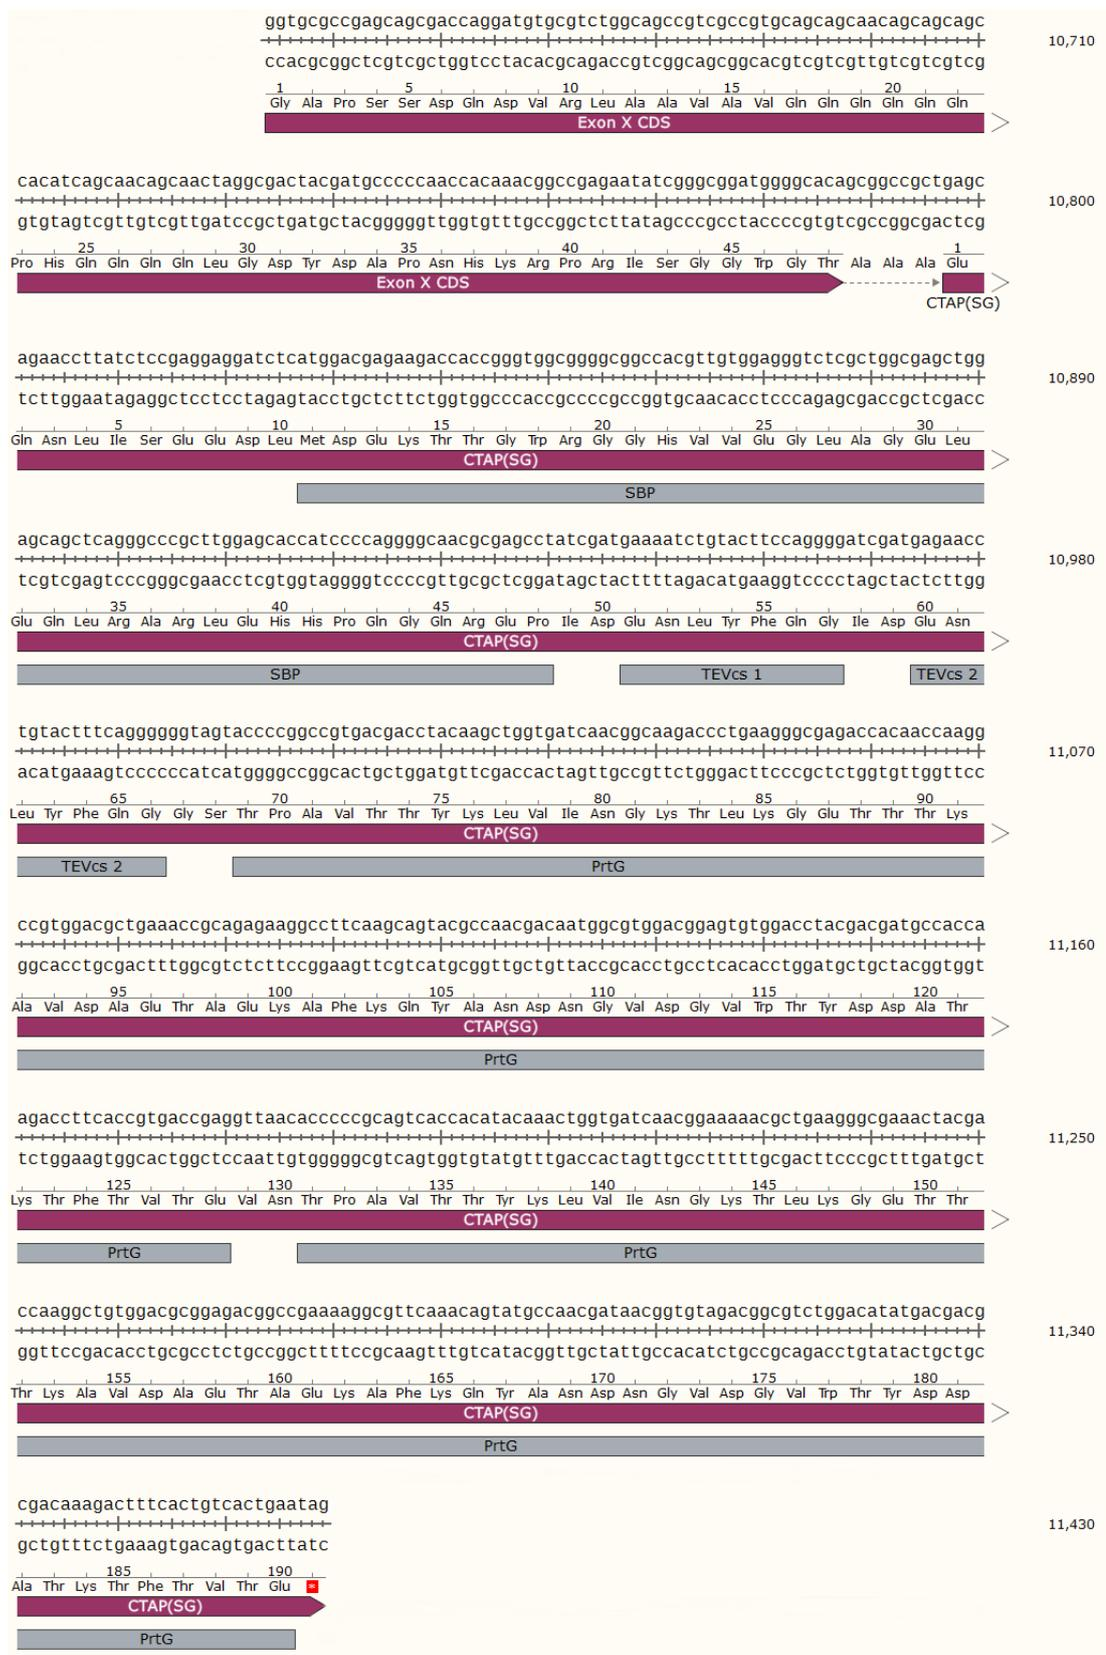 ggtgcgccgagcagcgaccaggatgtgcgtctggcagccgtcgccgtgcagcagcaacagcagcagc
10,710
ccacgcggctcgtcgctggtcctacacgcagaccgtcggcagcggcacgtcgtcgttgtcgtcgtcg
1 5 10 15 20
Gly Ala Pro Ser Ser Asp Gln Asp Val Arg Leu Ala Ala Val Ala Val Gln Gln Gln Gln Gln Gln
Exon X CDS
cacatcagcaacagcaactaggcgactacgatgcccccaaccacaaacggccgagaatatcgggcggatggggcacagcggccgctgagc
10,800
gtgtagtcgttgtcgttgatccgctgatgctacgggggttggtgtttgccggctcttatagcccgcctaccccgtgtcgccggcgactcg
25 30 35 40 45 1
Pro His Gln Gln Gln Gln Leu Gly Asp Tyr Asp Ala Pro Asn His Lys Arg Pro Arg Ile Ser Gly Gly Trp Gly Thr Ala Ala Ala Glu
Exon X CDS
CTAP(SG)
agaaccttatctccgaggaggatctcatggacgagaagaccaccgggtggcggggcggccacgttgtggagggtctcgctggcgagctgg
10,890
tcttggaatagaggctcctcctagagtacctgctcttctggtggcccaccgccccgccggtgcaacacctcccagagcgaccgctcgacc
5 10 15 20 25 30
Gln Asn Leu Ile Ser Glu Glu Asp Leu Met Asp Glu Lys Thr Thr Gly Trp Arg Gly Gly His Val Val Glu Gly Leu Ala Gly Glu Leu
CTAP(SG)
SBP
agcagctcagggcccgcttggagcaccatccccaggggcaacgcgagcctatcgatgaaaatctgtacttccaggggatcgatgagaacc
10,980
tcgtcgagtcccgggcgaacctcgtggtaggggtccccgttgcgctcggatagctacttttagacatgaaggtcccctagctactcttgg
35 40 45 50 55 60
Glu Gln Leu Arg Ala Arg Leu Glu His His Pro Gln Gly Gln Arg Glu Pro Ile Asp Glu Asn Leu Tyr Phe Gln Gly Ile Asp Glu Asn
CTAP(SG)
SBP TEVcs 1 TEVcs 2
tgtactttcaggggggtagtaccccggccgtgacgacctacaagctggtgatcaacggcaagaccctgaagggcgagaccacaaccaagg
11,070
acatgaaagtccccccatcatggggccggcactgctggatgttcgaccactagttgccgttctgggacttcccgctctggtgttggttcc
65 70 75 80 85 90
Leu Tyr Phe Gln Gly Gly Ser Thr Pro Ala Val Thr Thr Tyr Lys Leu Val Ile Asn Gly Lys Thr Leu Lys Gly Glu Thr Thr Thr Lys
CTAP(SG)
TEVcs 2 PrtG
ccgtggacgctgaaaccgcagagaaggccttcaagcagtacgccaacgacaatggcgtggacggagtgtggacctacgacgatgccacca
11,160
ggcacctgcgactttggcgtctcttccggaagttcgtcatgcggttgctgttaccgcacctgcctcacacctggatgctgctacggtggt
95 100 105 110 115 120
Ala Val Asp Ala Glu Thr Ala Glu Lys Ala Phe Lys Gln Tyr Ala Asn Asp Asn Gly Val Asp Gly Val Trp Thr Tyr Asp Asp Ala Thr
CTAP(SG)
PrtG
agaccttcaccgtgaccgaggttaacacccccgcagtcaccacatacaaactggtgatcaacggaaaaacgctgaagggcgaaactacga
11,250
tctggaagtggcactggctccaattgtgggggcgtcagtggtgtatgtttgaccactagttgcctttttgcgacttcccgctttgatgct
125 130 135 140 145 150
Lys Thr Phe Thr Val Thr Glu Val Asn Thr Pro Ala Val Thr Thr Tyr Lys Leu Val Ile Asn Gly Lys Thr Leu Lys Gly Glu Thr Thr
CTAP(SG)
PrtG PrtG
ccaaggctgtggacgcggagacggccgaaaaggcgttcaaacagtatgccaacgataacggtgtagacggcgtctggacatatgacgacg
11,340
ggttccgacacctgcgcctctgccggcttttccgcaagtttgtcatacggttgctattgccacatctgccgcagacctgtatactgctgc
155 160 165 170 175 180
Thr Lys Ala Val Asp Ala Glu Thr Ala Glu Lys Ala Phe Lys Gln Tyr Ala Asn Asp Asn Gly Val Asp Gly Val Trp Thr Tyr Asp Asp
CTAP(SG)
PrtG
cgacaaagactttcactgtcactgaatag
11,430
gctgtttctgaaagtgacagtgacttatc
185 190
Ala Thr Lys Thr Phe Thr Val Thr Glu *
CTAP(SG)
PrtG